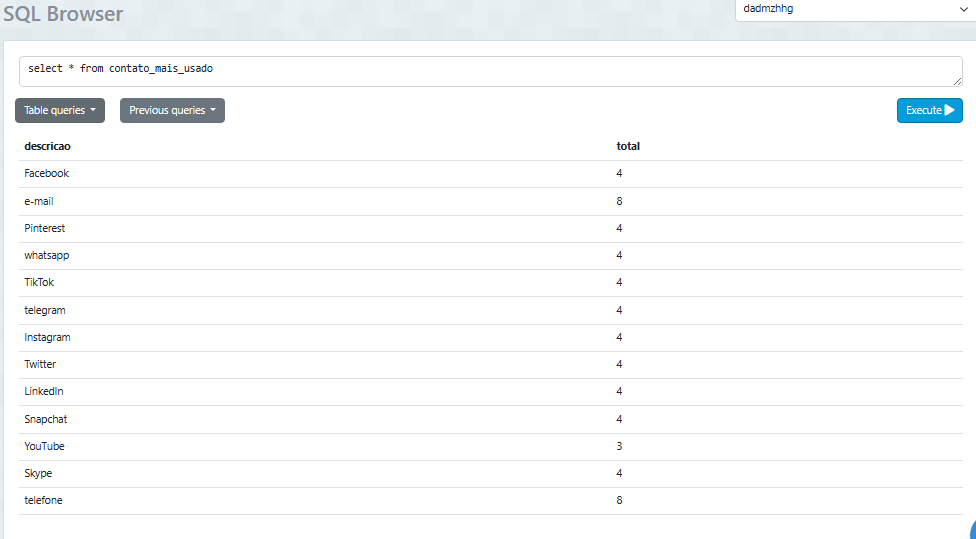 SQL Browser
dadmzhhg
select * from contato_mais_usado
Table queries
Previous queries
Execute
descricao total
Facebook 4
e-mail 8
Pinterest 4
whatsapp 4
TikTok 4
telegram 4
Instagram 4
Twitter 4
LinkedIn 4
Snapchat 4
YouTube 3
Skype 4
telefone 8